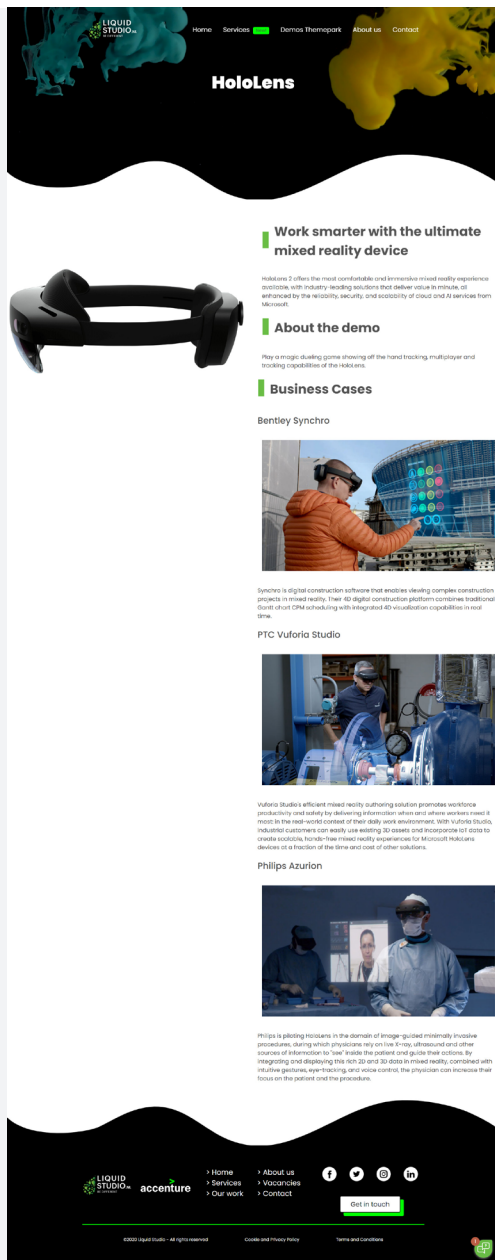 LIQUID
STUDIO.NL
BE DIFFERENT
Home Services New! Demos Themepark About us Contact
HoloLens
Work smarter with the ultimate
mixed reality device
HoloLens 2 offers the most comfortable and immersive mixed reality experience
available, with industry-leading solutions that deliver value in minute, all
enhanced by the reliability, security, and scalability of cloud and AI services from
Microsoft.
About the demo
Play a magic dueling game showing off the hand tracking, multiplayer and
tracking capabilities of the HoloLens.
Business Cases
Bentley Synchro
Synchro is digital construction software that enables viewing complex construction
projects in mixed reality. Their 4D digital construction platform combines traditional
Gantt chart CPM scheduling with integrated 4D visualization capabilities in real
time.
PTC Vuforia Studio
Vuforia Studio's efficient mixed reality authoring solution promotes workforce
productivity and safety by delivering information when and where workers need it
most: in the real-world context of their daily work environment. With Vuforia Studio,
industrial customers can easily use existing 3D assets and incorporate IoT data to
create scalable, hands-free mixed reality experiences for Microsoft HoloLens
devices at a fraction of the time and cost of other solutions.
Philips Azurion
Philips is piloting HoloLens in the domain of image-guided minimally invasive
procedures, during which physicians rely on live X-ray, ultrasound and other
sources of information to "see" inside the patient and guide their actions. By
integrating and displaying this rich 2D and 3D data in mixed reality, combined with
intuitive gestures, eye-tracking, and voice control, the physician can increase their
focus on the patient and the procedure.
LIQUID
STUDIO.NL
BE DIFFERENT
accenture
> Home
> Services
> Our work
> About us
> Vacancies
> Contact
Get in touch
©2020 Liquid Studio - All rights reserved Cookie and Privacy Policy Terms and Conditions
1